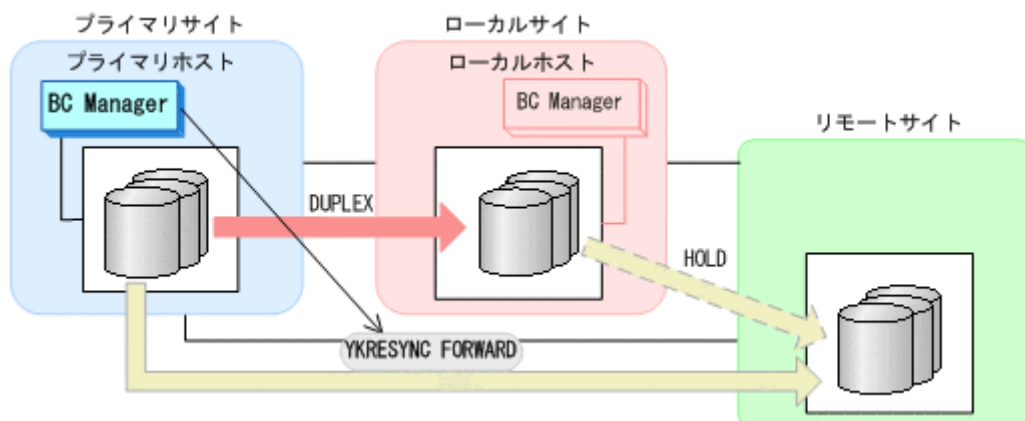 プライマリサイト
ローカルサイト
プライマリホスト
ローカルホスト
BC Manager
BC Manager
リモートサイト
DUPLEX
HOLD
YKRESYNC FORWARD